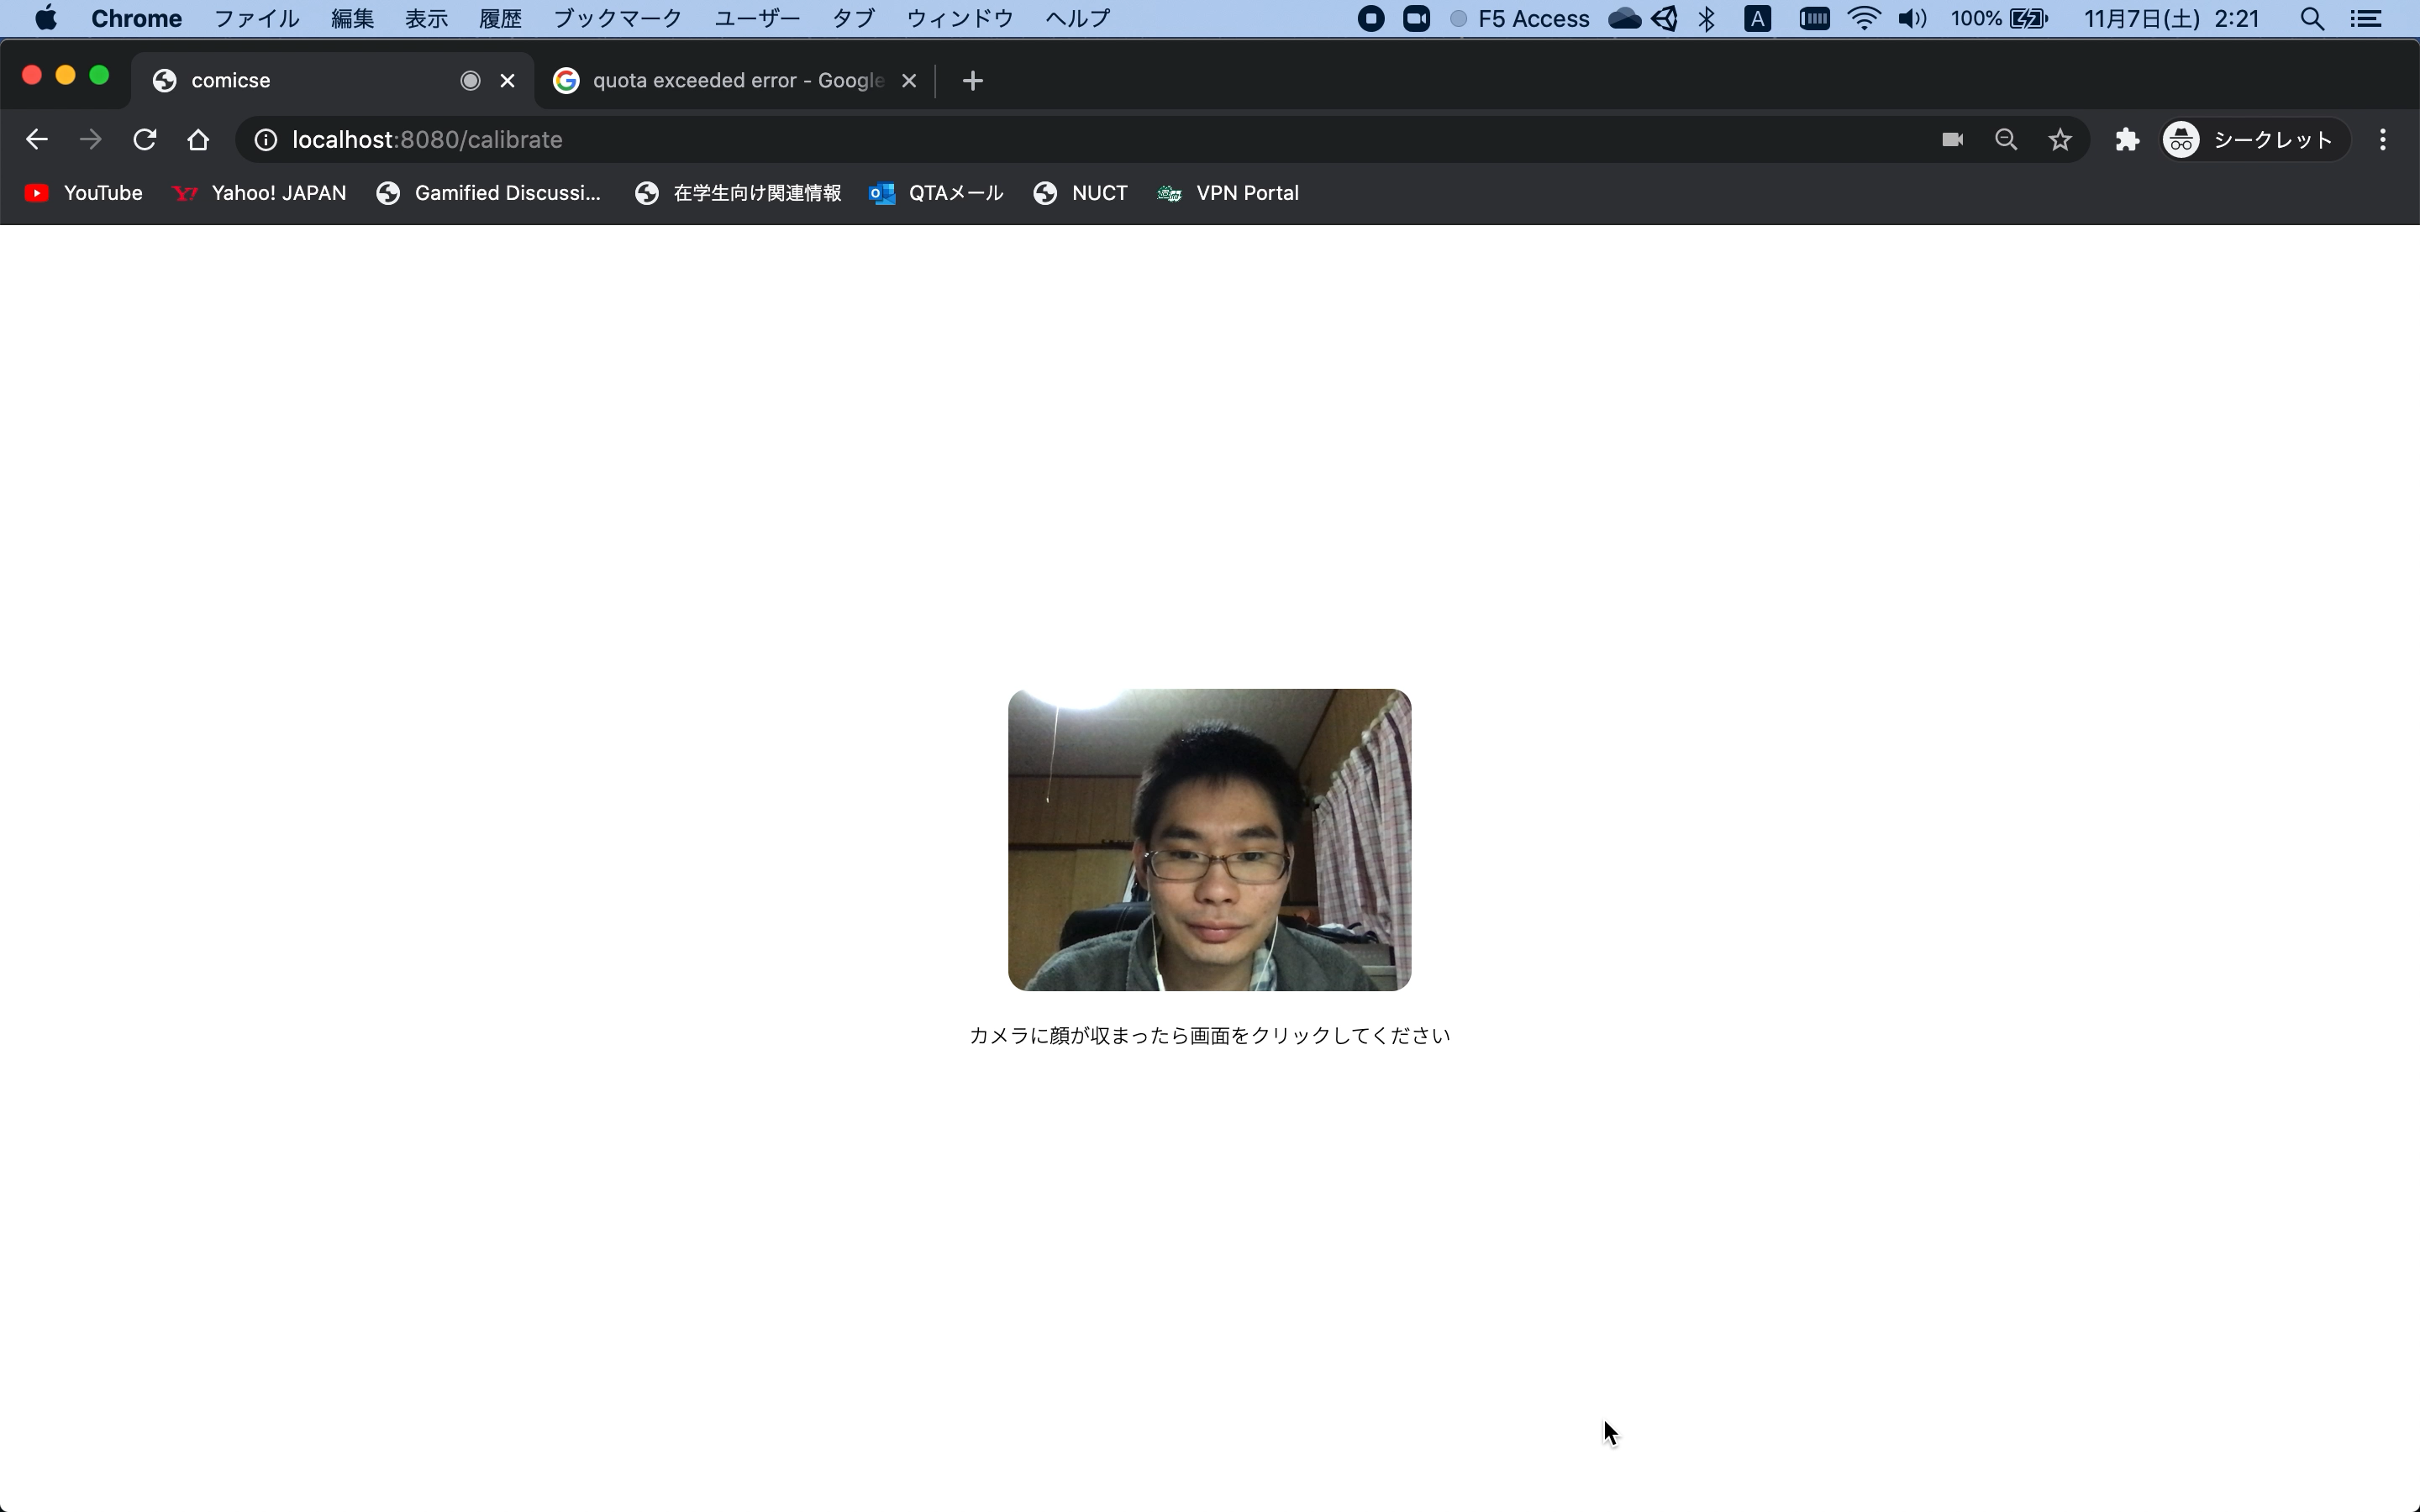 Chrome ファイル 編集 表示 履歴 ブックマーク ユーザー タブ ウィンドウ ヘルプ F5 Access A 100% 11月7日(土) 2:21
comicse quota exceeded error - Google
localhost:8080/calibrate シークレット
YouTube Yahoo! JAPAN Gamified Discussi... 在学生向け関連情報 QTAメール NUCT VPN Portal
カメラに顔が収まったら画面をクリックしてください